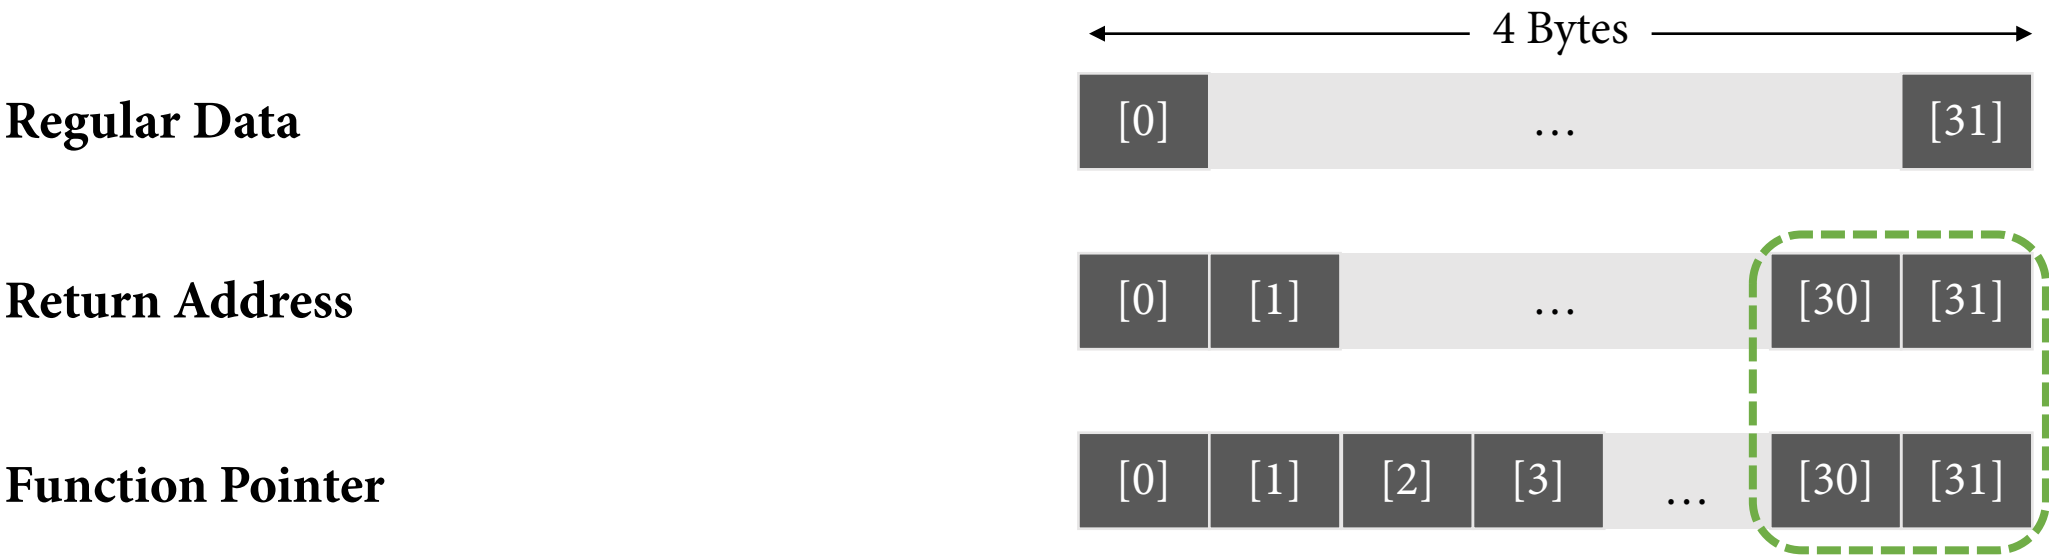 4 Bytes
Regular Data [0] ... [31]
Return Address [0] [1] ... [30] [31]
Function Pointer [0] [1] [2] [3] ... [30] [31]